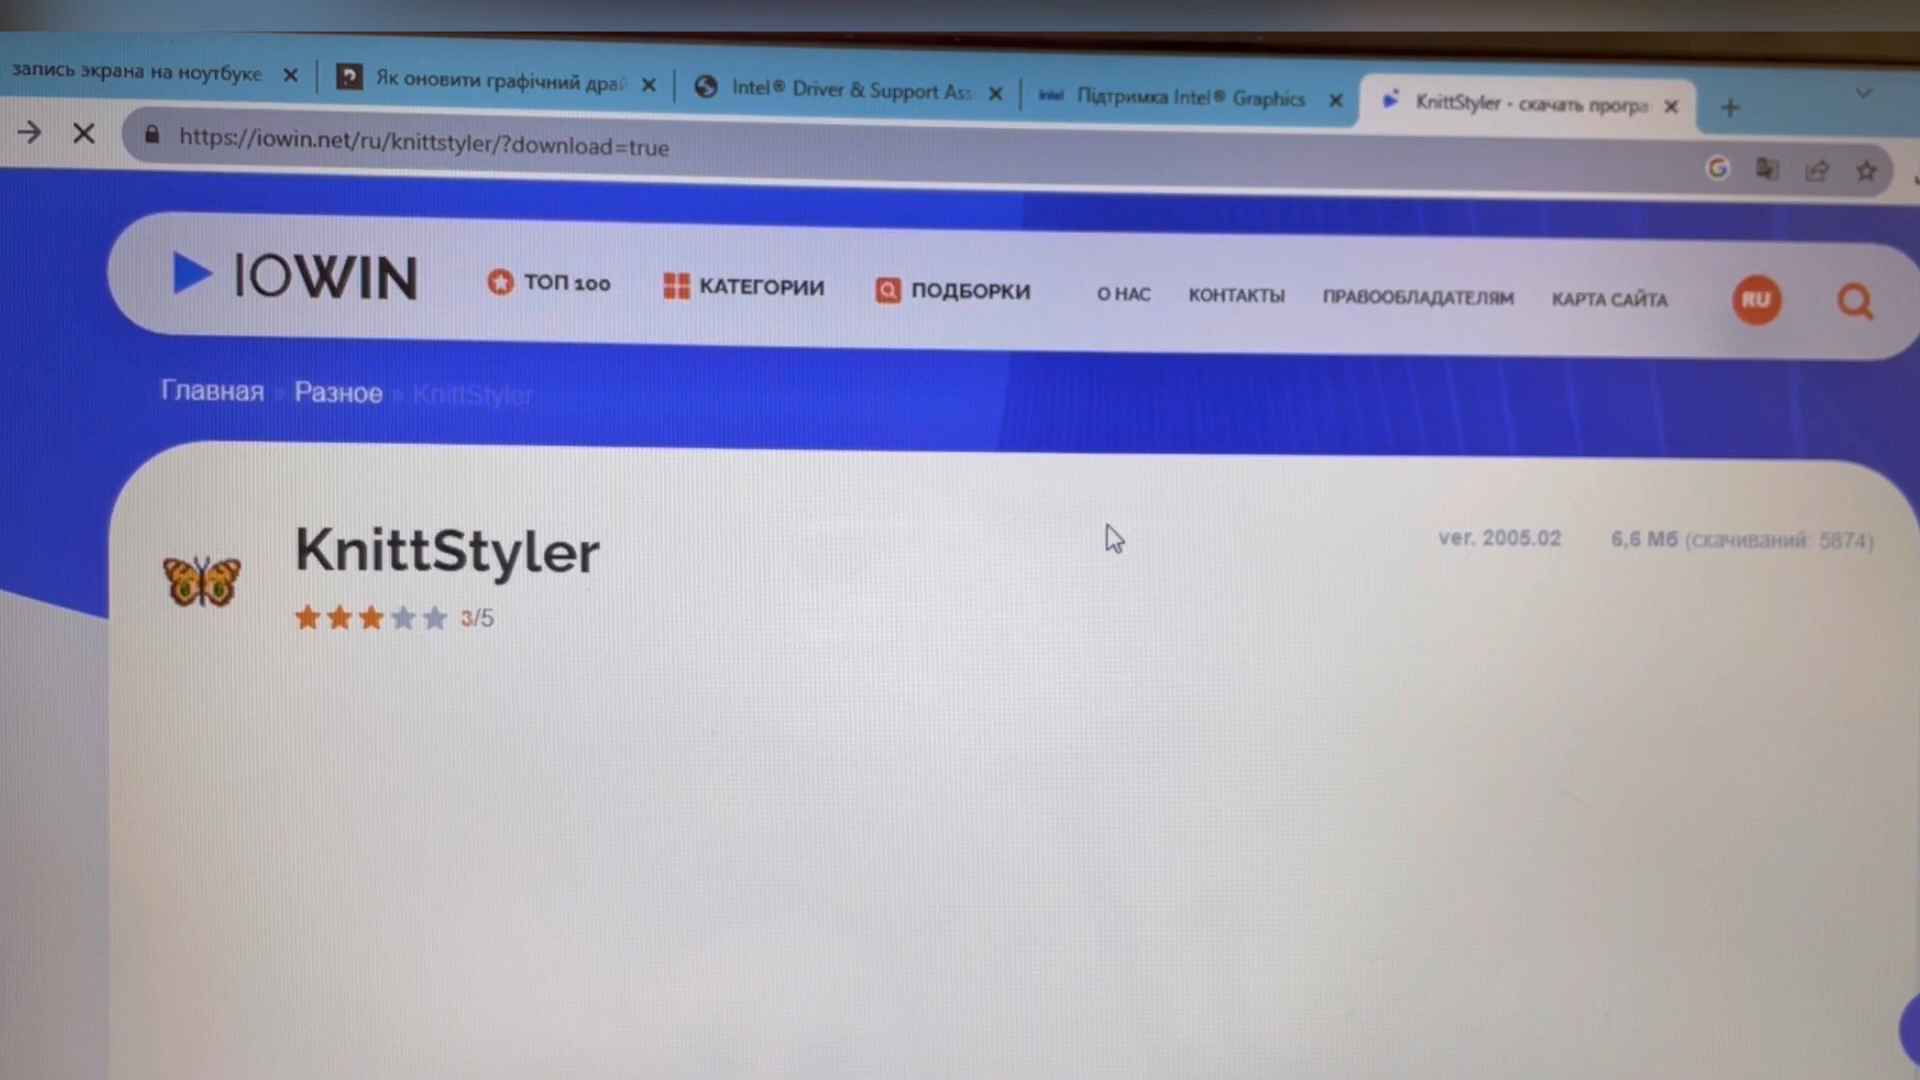 запись экрана на ноутбуке
Як оновити графічний драй
Intel® Driver & Support Ass
intel Підтримка Intel® Graphics
KnittStyler - скачать програ
https://iowin.net/ru/knittstyler/?download=true
IOWIN
ТОП 100
КАТЕГОРИИ
ПОДБОРКИ
О НАС
КОНТАКТЫ
ПРАВООБЛАДАТЕЛЯМ
КАРТА САЙТА
RU
Главная » Разное » KnittStyler
KnittStyler
ver. 2005.02
6,6 Мб (скачиваний: 5874)
3/5